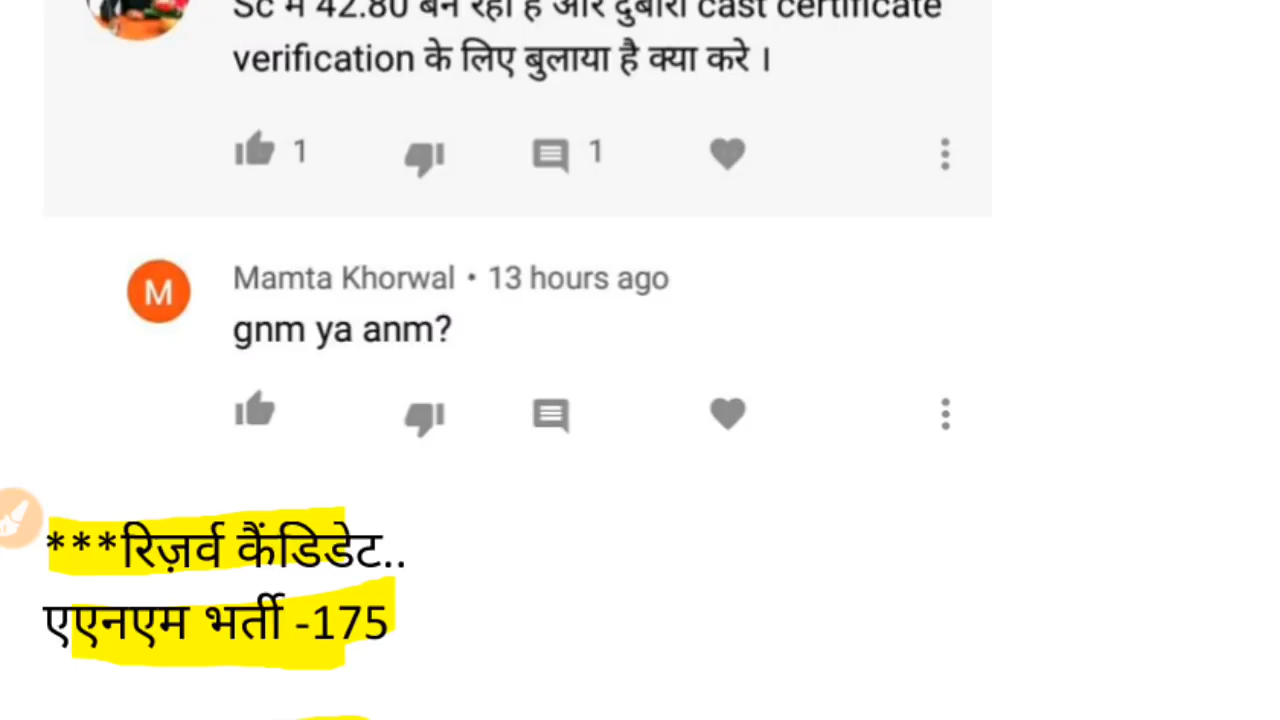 Sc में 42.80 बन रहा है और दुबारा cast certificate
verification के लिए बुलाया है क्या करे ।
1
1
M
Mamta Khorwal • 13 hours ago
gnm ya anm?
***रिज़र्व कैंडिडेट..
एएनएम भर्ती -175